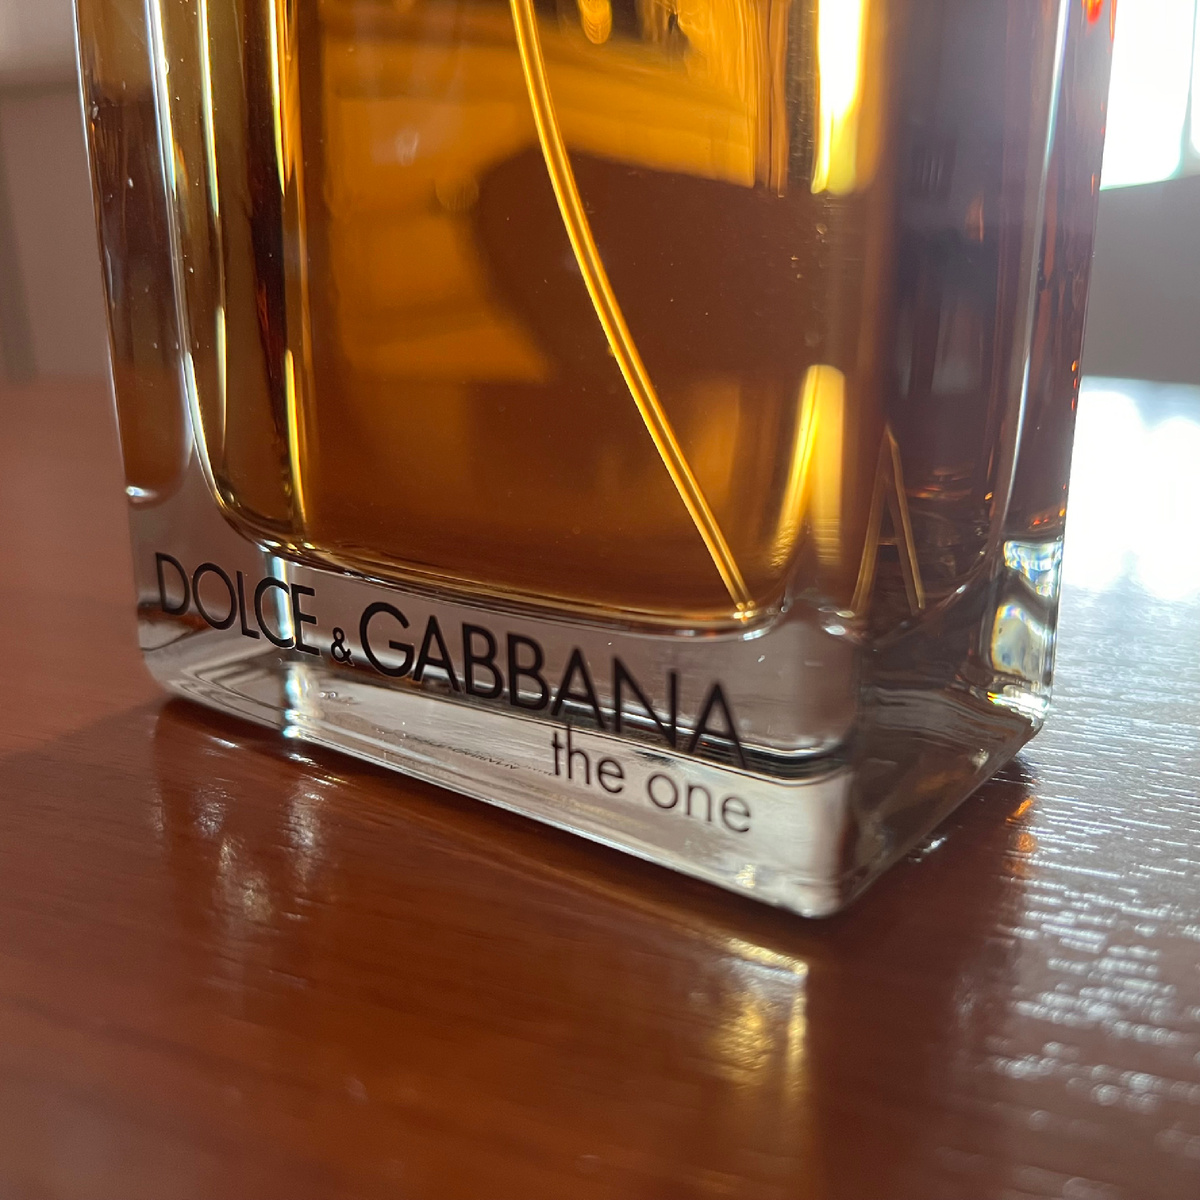 DOLCE & GABBANA
the one